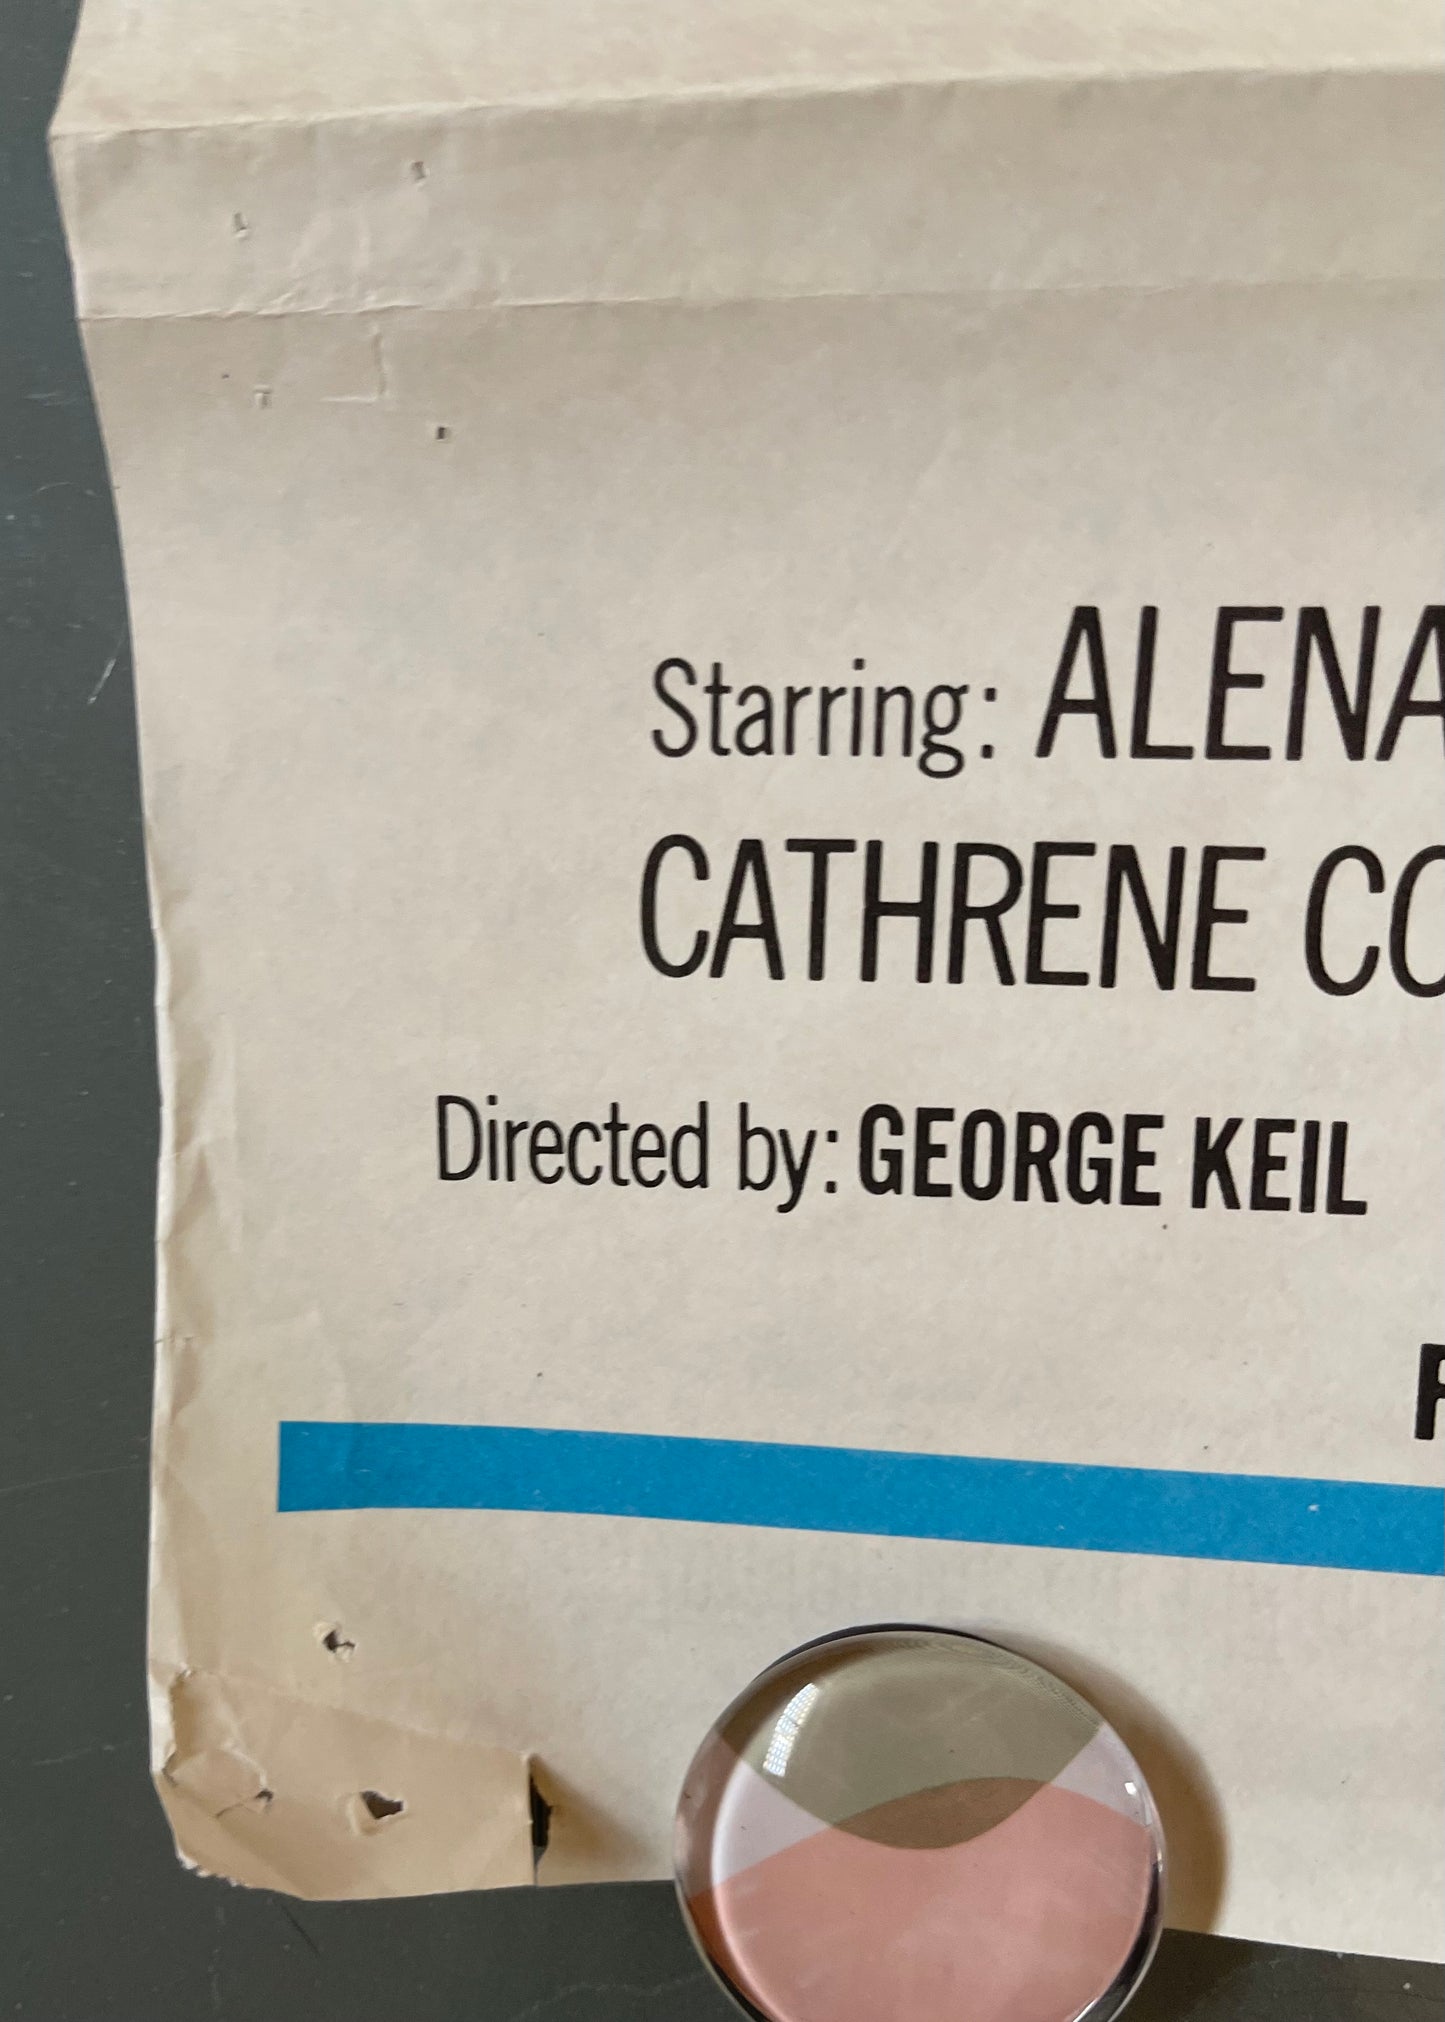 Starring: ALENA
CATHRENE CO
Directed by: GEORGE KEIL